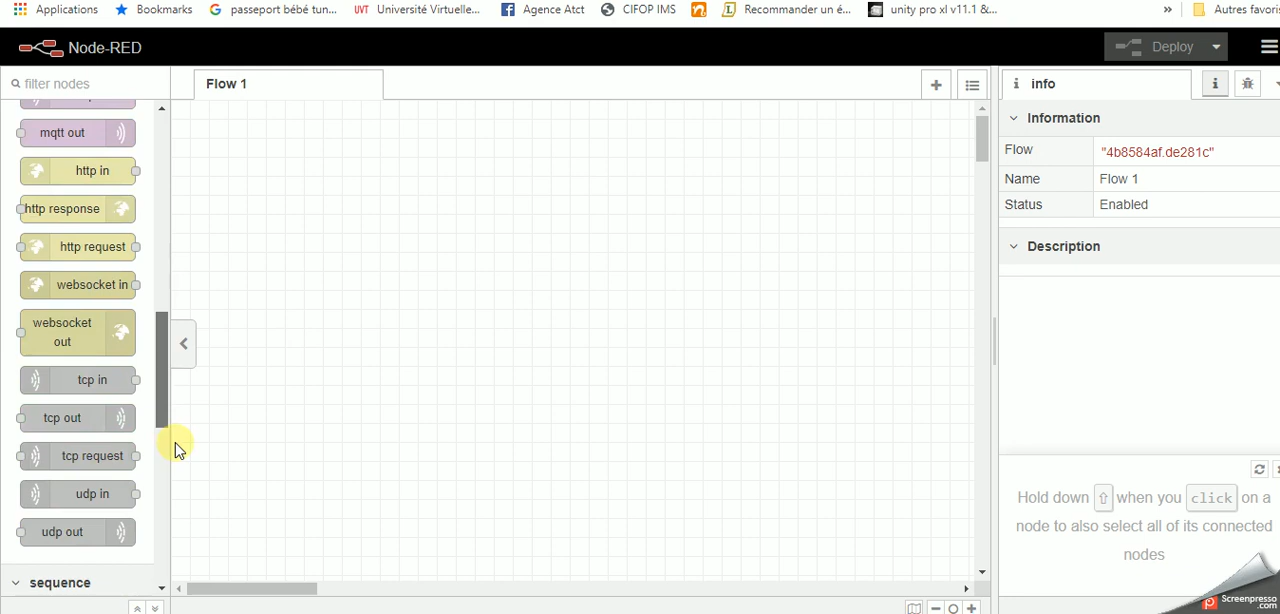 Applications Bookmarks passeport bébé tun... UVT Université Virtuelle... Agence Atct CIFOP IMS Recommander un é... unity pro xl v11.1 &... » Autres favoris
Node-RED Deploy
filter nodes Flow 1 i info i
mqtt out
http in
http response
http request
websocket in
websocket
out
tcp in
tcp out
tcp request
udp in
udp out
sequence
Information
Flow "4b8584af.de281c"
Name Flow 1
Status Enabled
Description
Hold down ⇧ when you click on a
node to also select all of its connected
nodes
Screenpresso
.com